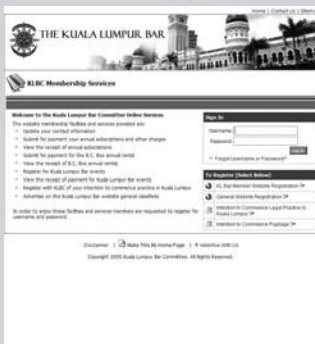 Home | Contact Us | Sitemap
THE KUALA LUMPUR BAR
KLBC Membership Services
Welcome to the Kuala Lumpur Bar Committee Online Services
The website membership facilities and services provided are:
Update your contact information
Submit for payment your annual subscriptions and other charges
View the receipt of annual subscriptions
Submit for payment for the B.C. Box annual rental
View the receipt of B.C. Box annual rental
Register for Kuala Lumpur Bar events
View the receipt of payment for Kuala Lumpur Bar events
Register with KLBC of your intention to commence practice in Kuala Lumpur
Advertise on the Kuala Lumpur Bar website general classifieds
In order to enjoy these facilities and services members are requested to register for username and password.
Sign In
Username:
Password:
Log In
Forgot Username or Password?
To Register (Select Below)
KL Bar Member Website Registration
General Website Registration
Intention to Commence Legal Practice in Kuala Lumpur
Intention to Commence Pupilage
Disclaimer | Make This My Home Page | Advertise With Us
Copyright 2005 Kuala Lumpur Bar Committee. All Rights Reserved.